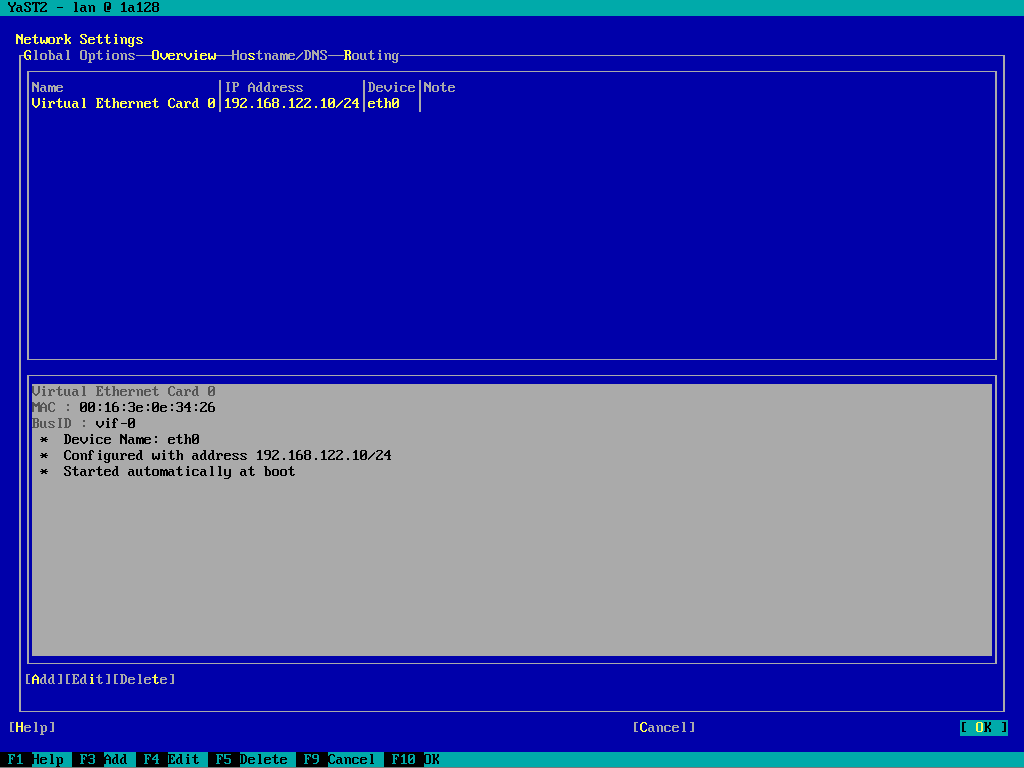 YaST2 - lan @ 1a128
Network Settings
Global Options Overview Hostname/DNS Routing
Name IP Address Device Note
Virtual Ethernet Card 0 192.168.122.10/24 eth0
Virtual Ethernet Card 0
MAC : 00:16:3e:0e:34:26
BusID : vif-0
* Device Name: eth0
* Configured with address 192.168.122.10/24
* Started automatically at boot
[Add][Edit][Delete]
[Help] [Cancel] [ OK ]
F1 Help F3 Add F4 Edit F5 Delete F9 Cancel F10 OK